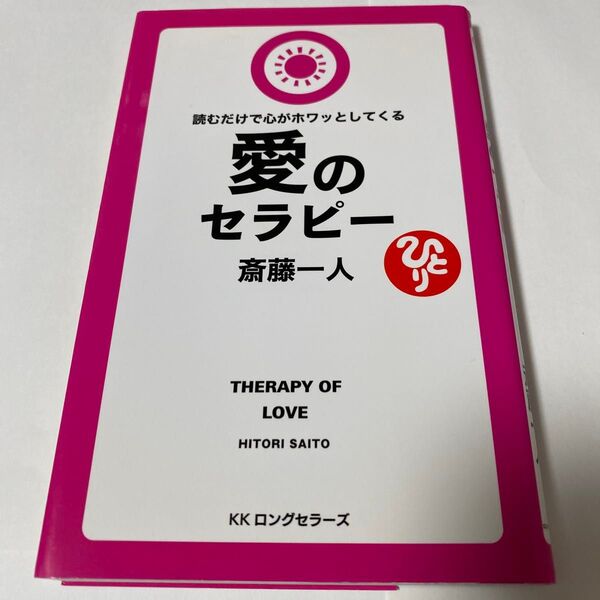 読むだけで心がホワッとしてくる
愛の
セラピー
斎藤一人
ひとり
THERAPY OF
LOVE
HITORI SAITO
KKロングセラーズ